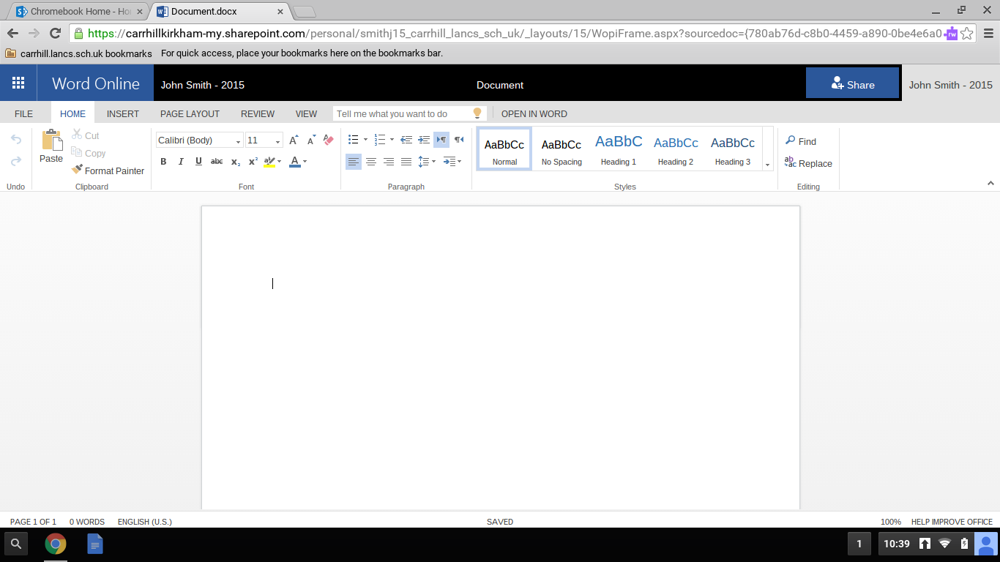 Chromebook Home - Ho
Document.docx
https://carrhillkirkham-my.sharepoint.com/personal/smithj15_carrhill_lancs_sch_uk/_layouts/15/WopiFrame.aspx?sourcedoc={780ab76d-c8b0-4459-a890-0be4e6a0
rw
carrhill.lancs.sch.uk bookmarks For quick access, place your bookmarks here on the bookmarks bar.
Word Online John Smith - 2015 Document Share John Smith - 2015
FILE HOME INSERT PAGE LAYOUT REVIEW VIEW Tell me what you want to do OPEN IN WORD
Paste
Cut
Copy
Format Painter
Calibri (Body) 11 A A
B I U abc x₂ x² ab A
AaBbCc AaBbCc AaBbC AaBbCc AaBbCc
Normal No Spacing Heading 1 Heading 2 Heading 3
Find
ab ac Replace
Undo Clipboard Font Paragraph Styles Editing
PAGE 1 OF 1 0 WORDS ENGLISH (U.S.) SAVED 100% HELP IMPROVE OFFICE
1 10:39